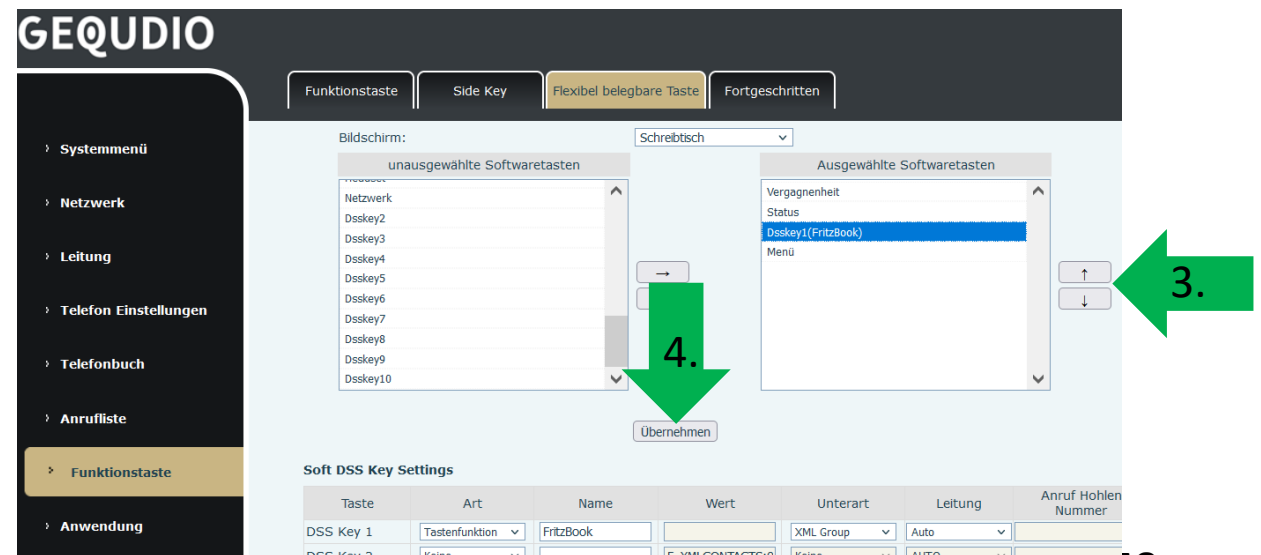 GEQUDIO
Funktionstaste Side Key Flexibel belegbare Taste Fortgeschritten
Bildschirm: Schreibtisch
unausgewählte Softwaretasten Ausgewählte Softwaretasten
Systemmenü
Netzwerk
Leitung
Telefon Einstellungen
Telefonbuch
Anrufliste
Funktionstaste
Anwendung
Netzwerk
Dsskey2
Dsskey3
Dsskey4
Dsskey5
Dsskey6
Dsskey7
Dsskey8
Dsskey9
Dsskey10
→
Vergagnenheit
Status
Dsskey1(FritzBook)
Menü
↑
↓
3.
4.
Übernehmen
Soft DSS Key Settings
Taste Art Name Wert Unterart Leitung Anruf Hohlen
Nummer
DSS Key 1 Tastenfunktion FritzBook XML Group Auto